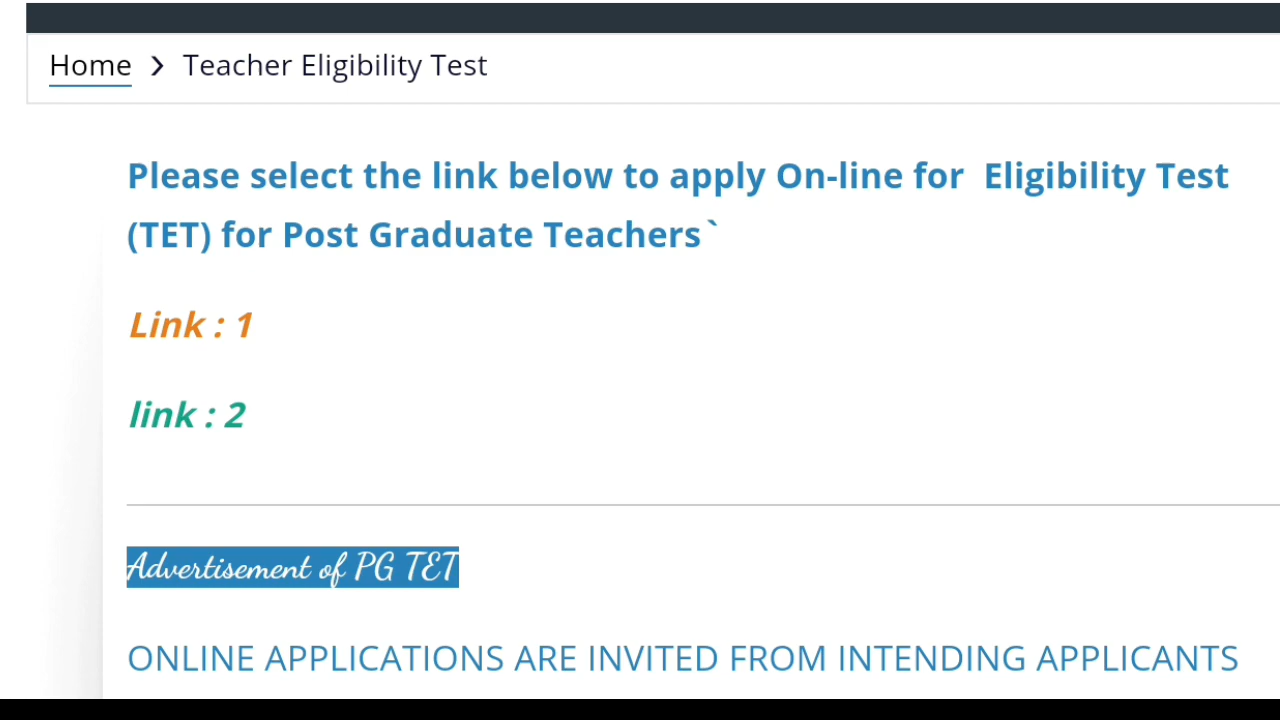 Home > Teacher Eligibility Test
Please select the link below to apply On-line for Eligibility Test
(TET) for Post Graduate Teachers`
Link : 1
link : 2
Advertisement of PG TET
ONLINE APPLICATIONS ARE INVITED FROM INTENDING APPLICANTS